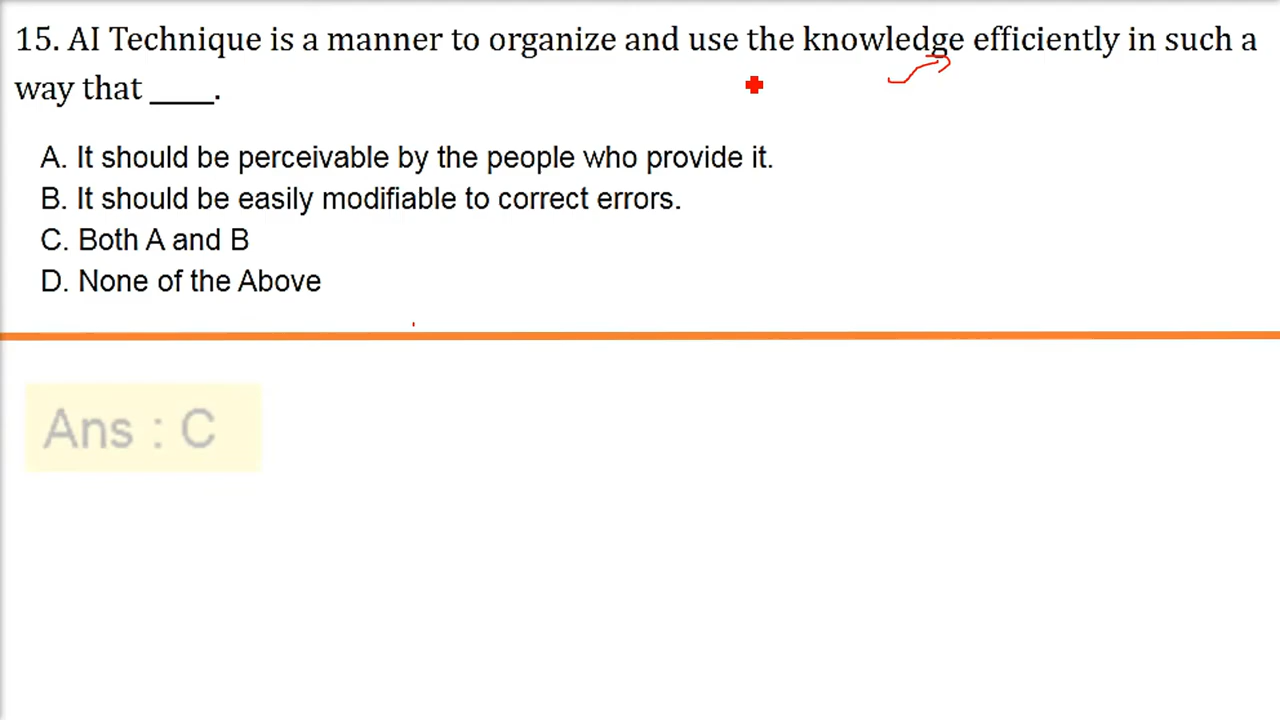 15. AI Technique is a manner to organize and use the knowledge efficiently in such a
way that ____.
A. It should be perceivable by the people who provide it.
B. It should be easily modifiable to correct errors.
C. Both A and B
D. None of the Above
Ans : C